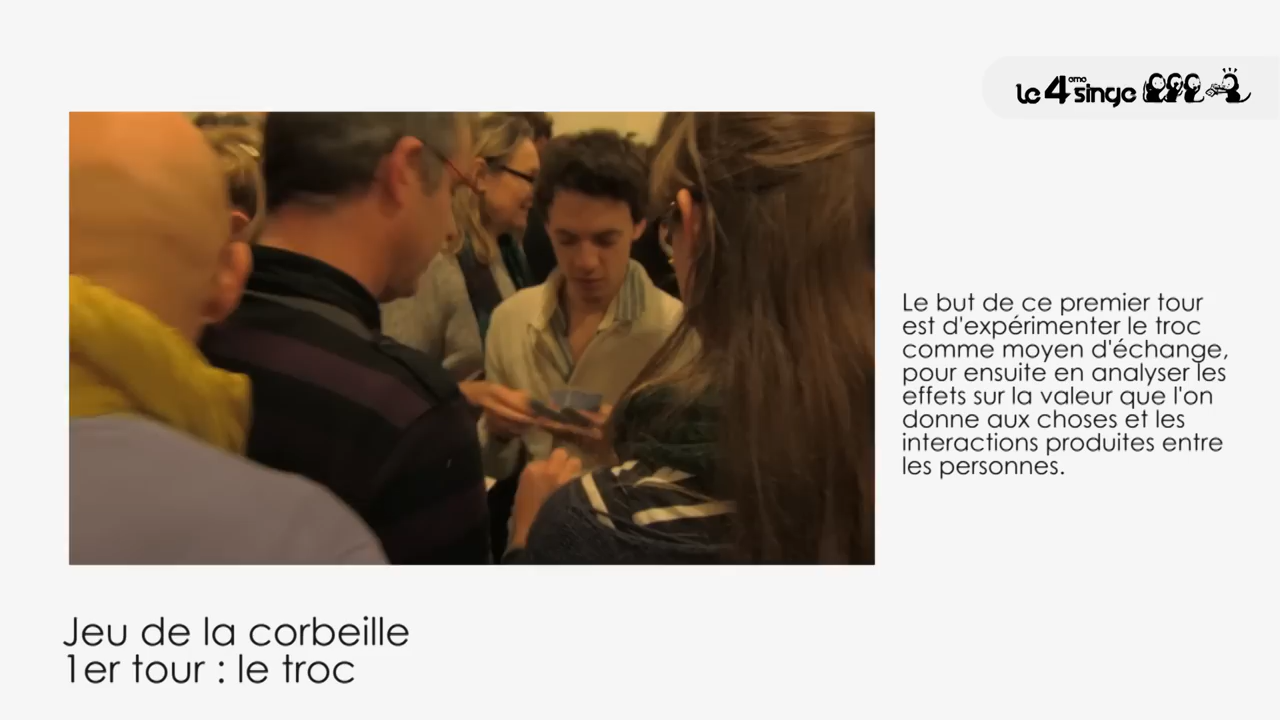 le 4eme singe
Le but de ce premier tour
est d'expérimenter le troc
comme moyen d'échange,
pour ensuite en analyser les
effets sur la valeur que l'on
donne aux choses et les
interactions produites entre
les personnes.
Jeu de la corbeille
1er tour : le troc